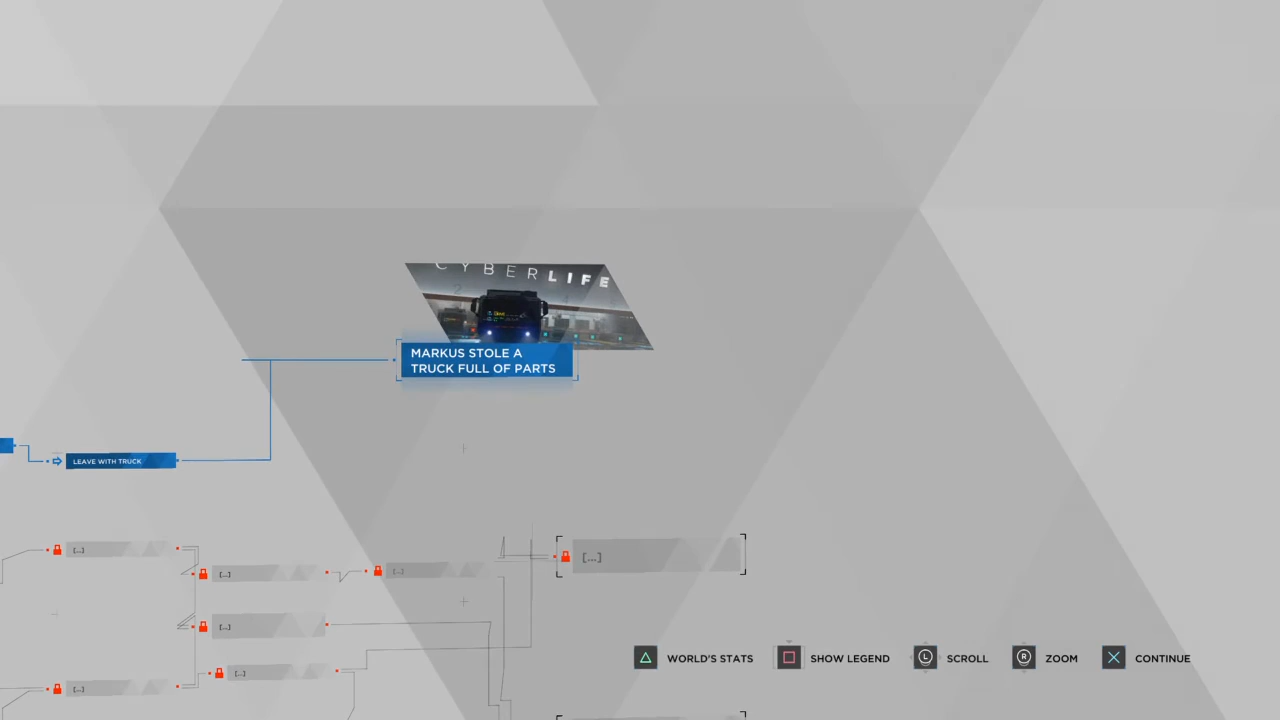 CYBERLIFE
MARKUS STOLE A
TRUCK FULL OF PARTS
LEAVE WITH TRUCK
[...]
[...]
[...]
[...]
[...]
[...]
[...]
WORLD'S STATS
SHOW LEGEND
L
SCROLL
R
ZOOM
CONTINUE